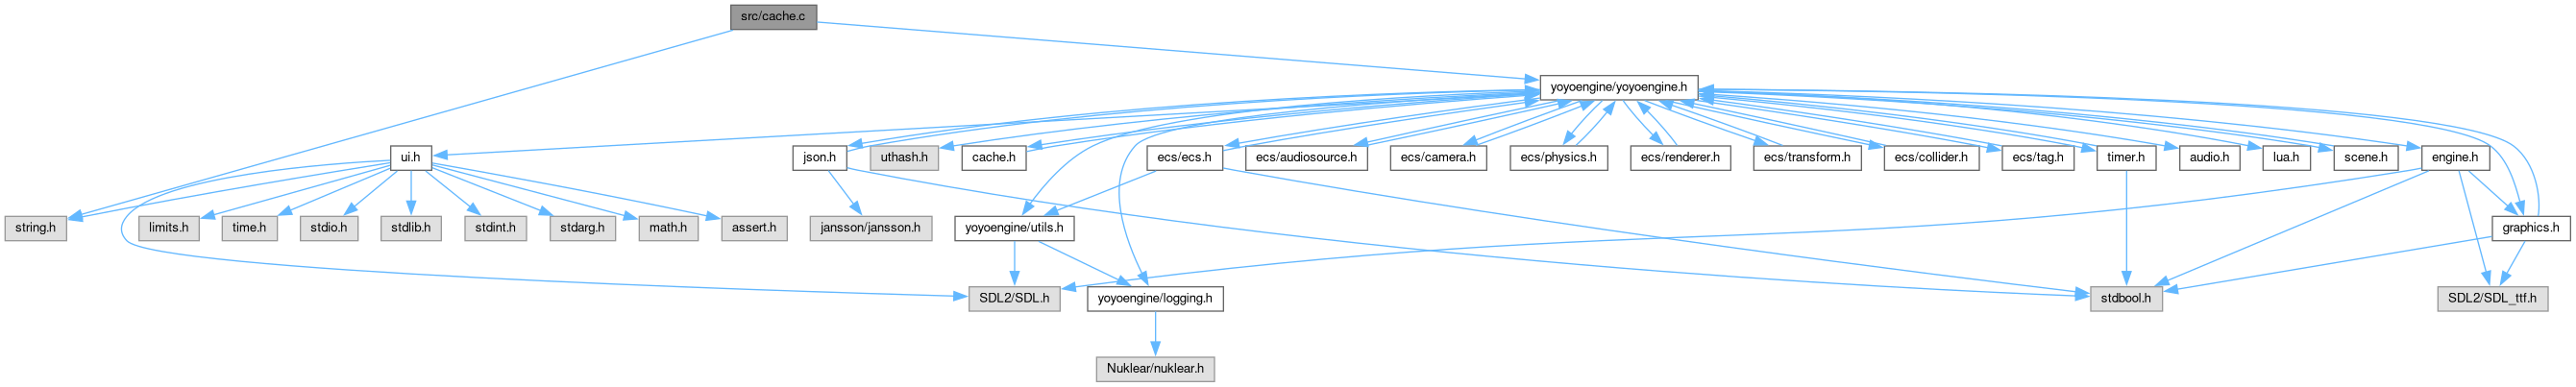 src/cache.c
yoyoengine/yoyoengine.h
ui.h
json.h
uthash.h
cache.h
ecs/ecs.h
ecs/audiosource.h
ecs/camera.h
ecs/physics.h
ecs/renderer.h
ecs/transform.h
ecs/collider.h
ecs/tag.h
timer.h
audio.h
lua.h
scene.h
engine.h
string.h
limits.h
time.h
stdio.h
stdlib.h
stdint.h
stdarg.h
math.h
assert.h
jansson/jansson.h
yoyoengine/utils.h
graphics.h
SDL2/SDL.h
yoyoengine/logging.h
stdbool.h
SDL2/SDL_ttf.h
Nuklear/nuklear.h